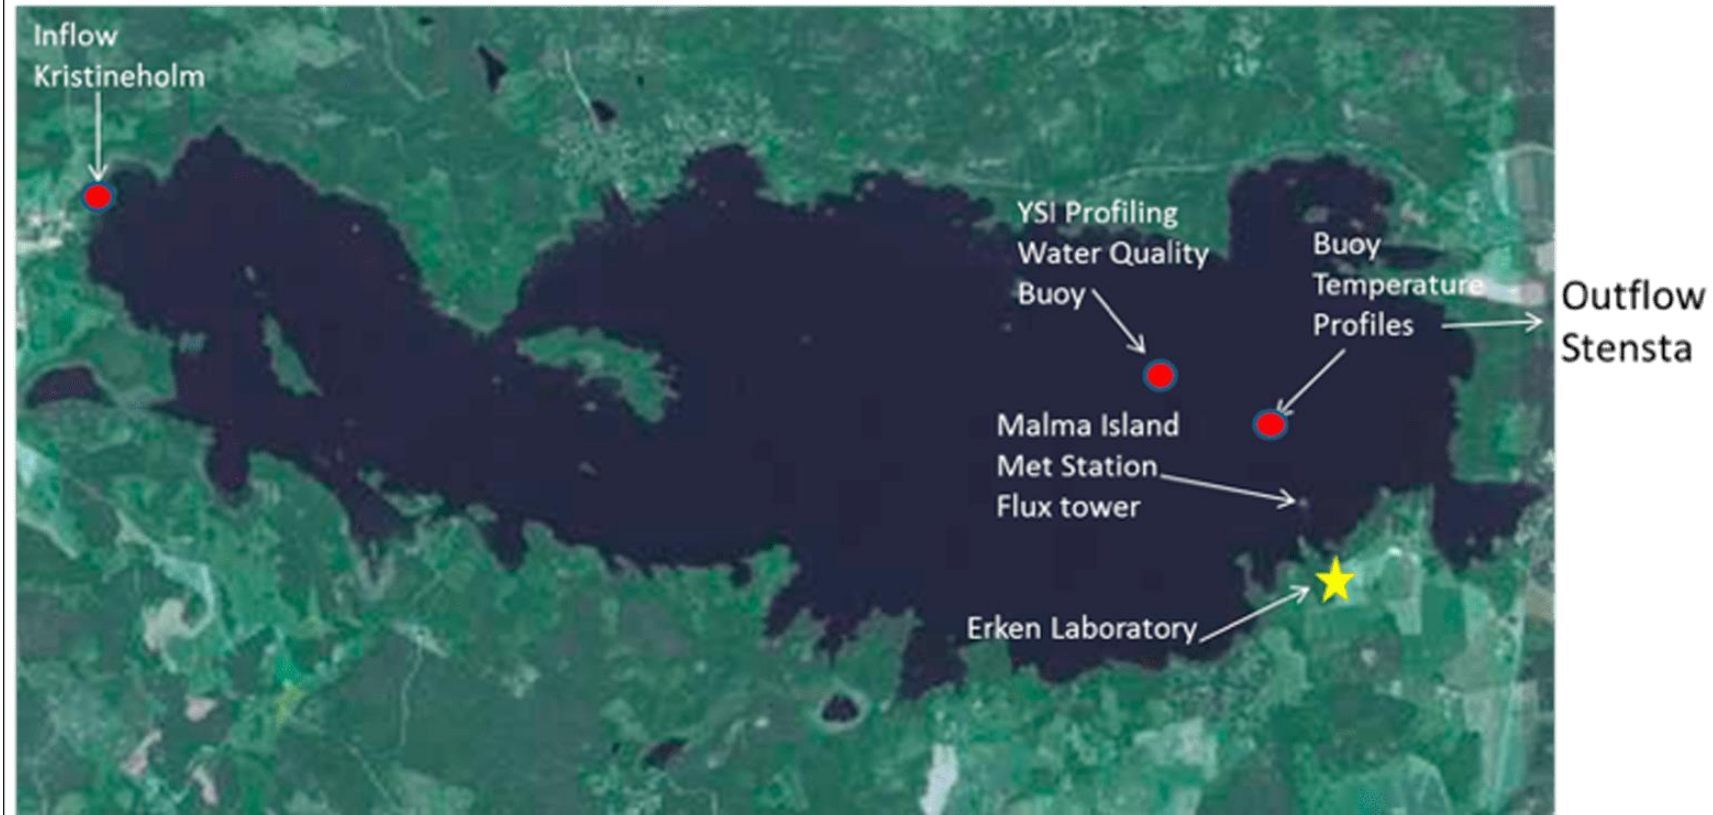 Inflow
Kristineholm
YSI Profiling
Water Quality
Buoy
Buoy
Temperature
Profiles
Outflow
Stensta
Malma Island
Met Station
Flux tower
Erken Laboratory